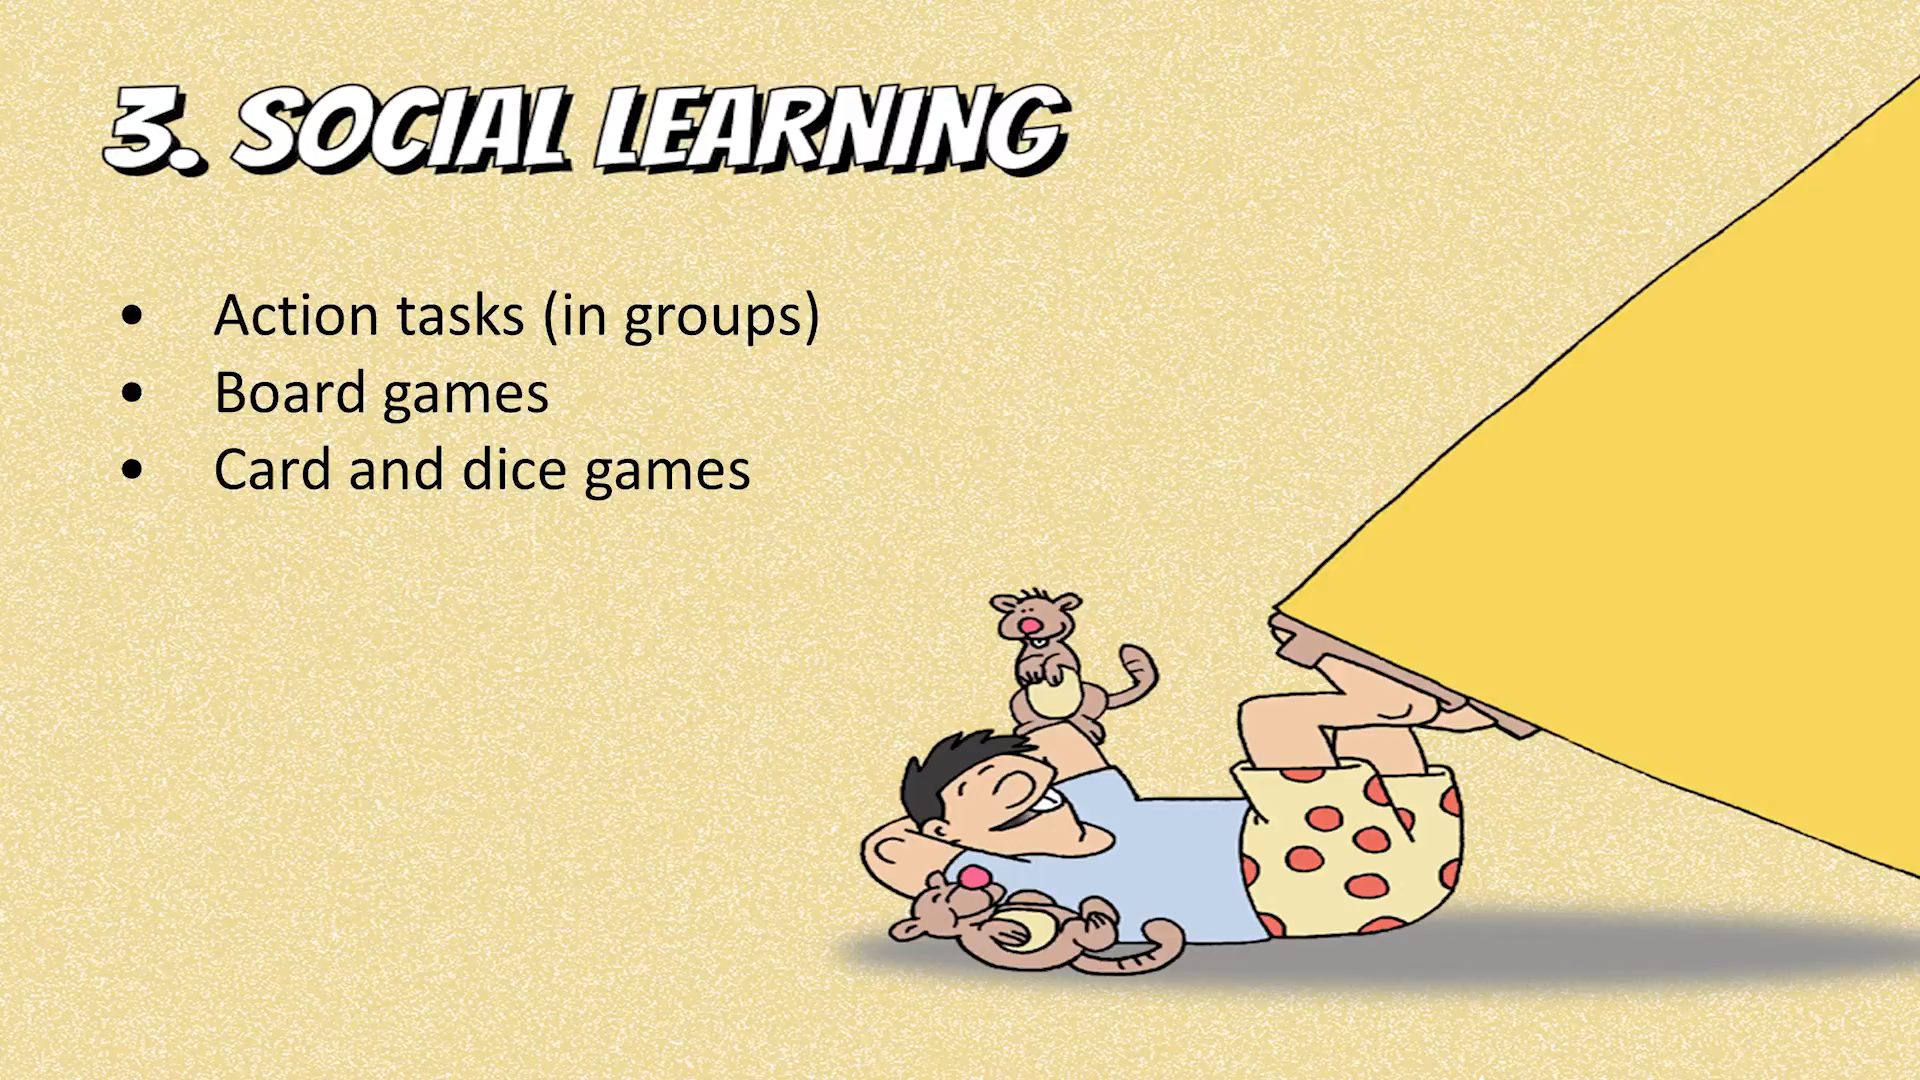 3. SOCIAL LEARNING
• Action tasks (in groups)
• Board games
• Card and dice games